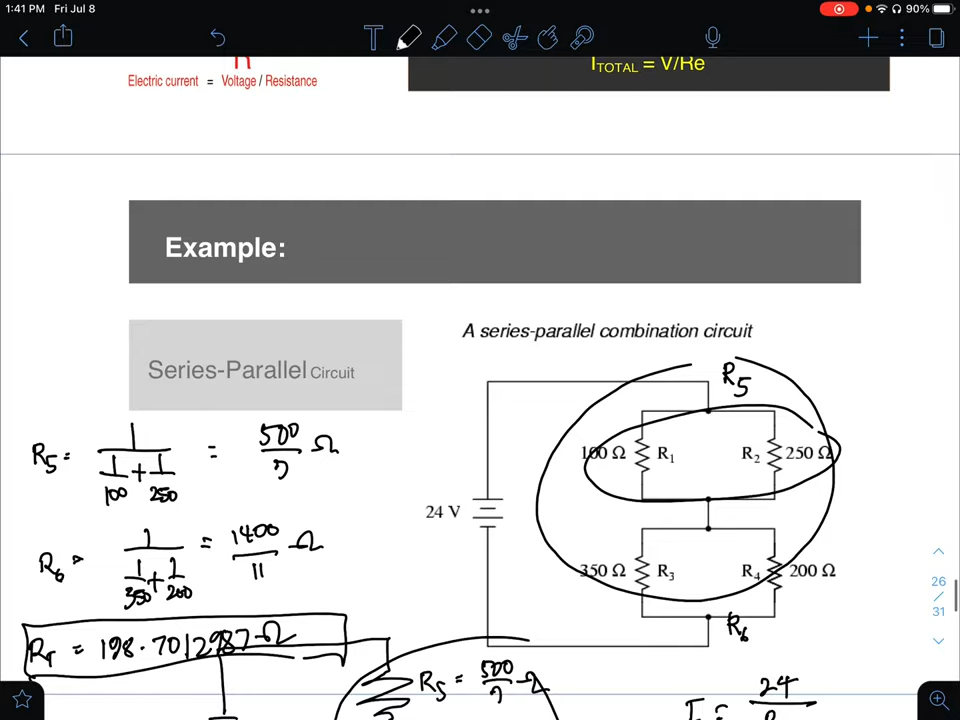 1:41 PM Fri Jul 8
90%
R
Electric current = Voltage / Resistance
ITOTAL = V/Re
Example:
A series-parallel combination circuit
Series-Parallel Circuit
R5
R5 = 1 / (1/100 + 1/250) = 500/7 Ω
100 Ω R1 R2 250 Ω
24 V
R6 = 1 / (1/350 + 1/200) = 1400/11 Ω
350 Ω R3 R4 200 Ω
R6
RT = 198.7012987 Ω
R5 = 500/7 Ω
24
26
/
31